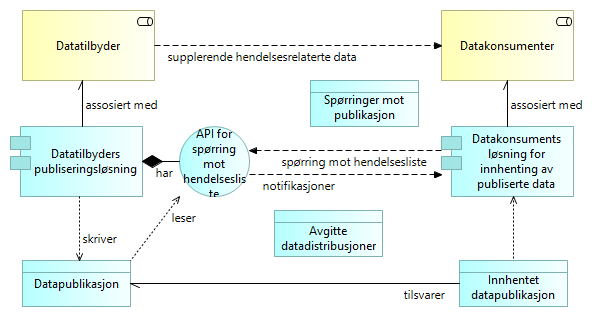 Datatilbyder
Datakonsumenter
supplerende hendelsesrelaterte data
Spørringer mot
publikasjon
assosiert med
assosiert med
Datatilbyders
publiseringsløsning
har
API for
spørring
mot
hendelseslis
te
spørring mot hendelsesliste
notifikasjoner
Datakonsuments
løsning for
innhenting av
publiserte data
leser
skriver
Avgitte
datadistribusjoner
Datapublikasjon
tilsvarer
Innhentet
datapublikasjon